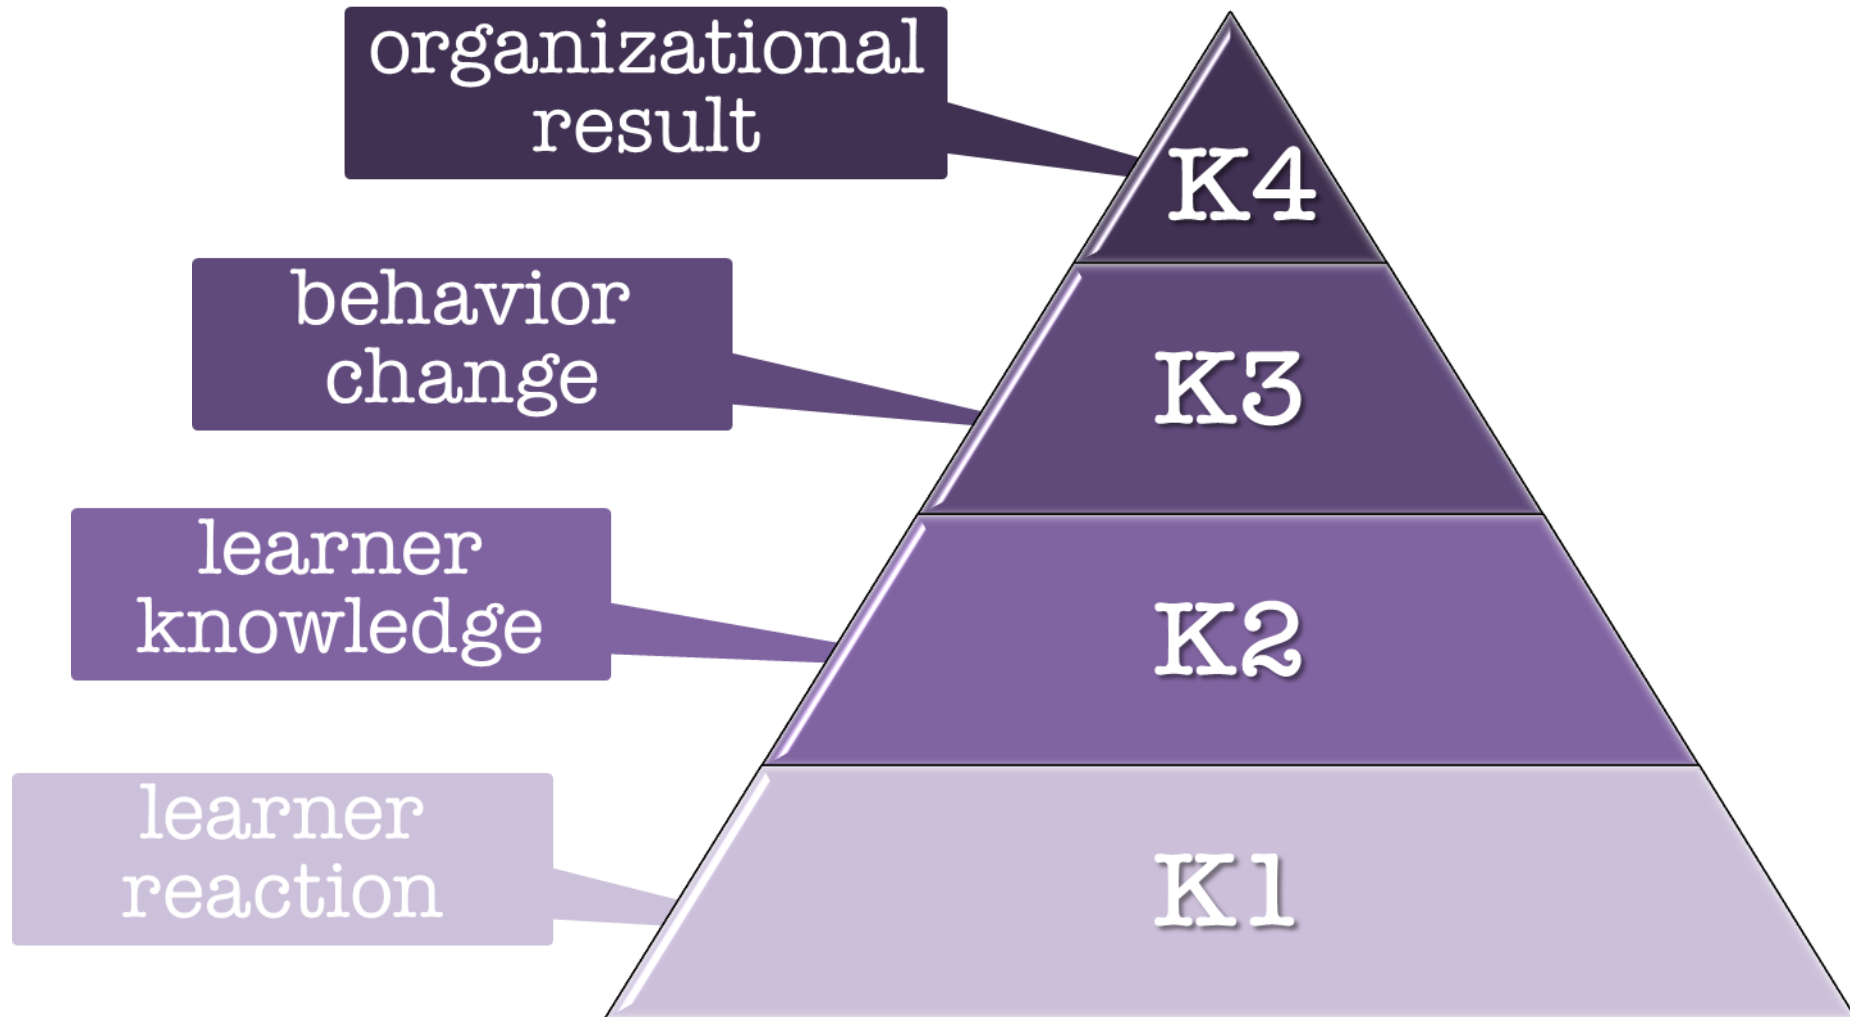 organizational
result
K4
behavior
change
K3
learner
knowledge
K2
learner
reaction
K1